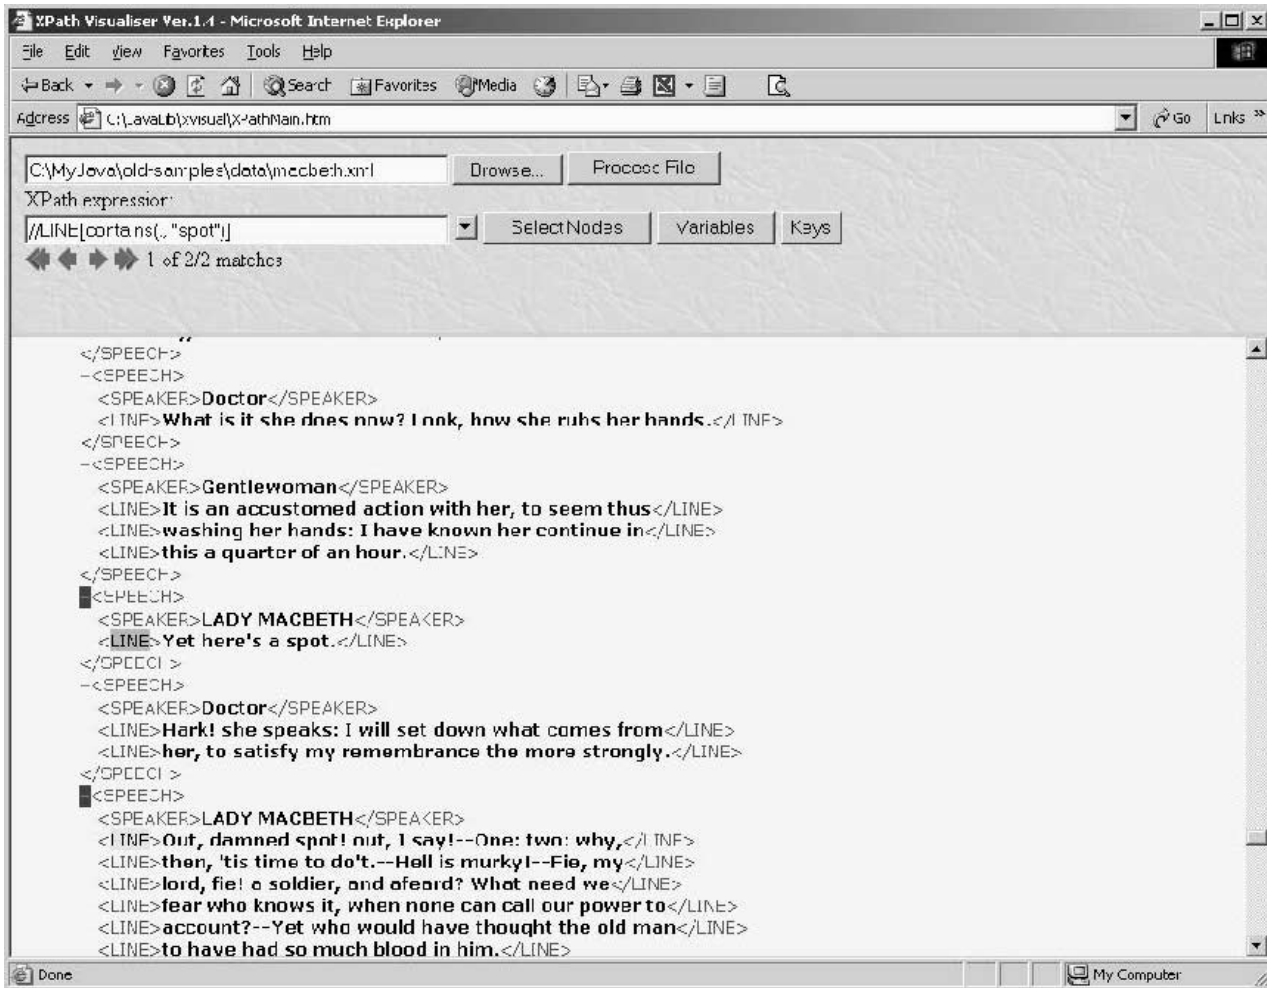 XPath Visualiser Ver.1.4 - Microsoft Internet Explorer
File Edit View Favorites Tools Help
Back Search Favorites Media
Address C:\JavaLib\xvisual\XPathMain.htm Go Links »
C:\MyJava\old-samples\data\macbeth.xml Browse... Process File
XPath expression:
//LINE[contains(., "spot")] Select Nodes Variables Keys
1 of 2/2 matches
</SPEECH>
-<SPEECH>
<SPEAKER>Doctor</SPEAKER>
<LINE>What is it she does now? Look, how she rubs her hands.</LINE>
</SPEECH>
-<SPEECH>
<SPEAKER>Gentlewoman</SPEAKER>
<LINE>It is an accustomed action with her, to seem thus</LINE>
<LINE>washing her hands: I have known her continue in</LINE>
<LINE>this a quarter of an hour.</LINE>
</SPEECH>
-<SPEECH>
<SPEAKER>LADY MACBETH</SPEAKER>
<LINE>Yet here's a spot.</LINE>
</SPEECH>
-<SPEECH>
<SPEAKER>Doctor</SPEAKER>
<LINE>Hark! she speaks: I will set down what comes from</LINE>
<LINE>her, to satisfy my remembrance the more strongly.</LINE>
</SPEECH>
-<SPEECH>
<SPEAKER>LADY MACBETH</SPEAKER>
<LINE>Out, damned spot! out, I say!--One: two: why,</LINE>
<LINE>then, 'tis time to do't.--Hell is murky!--Fie, my</LINE>
<LINE>lord, fie! a soldier, and afeard? What need we</LINE>
<LINE>fear who knows it, when none can call our power to</LINE>
<LINE>account?--Yet who would have thought the old man</LINE>
<LINE>to have had so much blood in him.</LINE>
Done My Computer